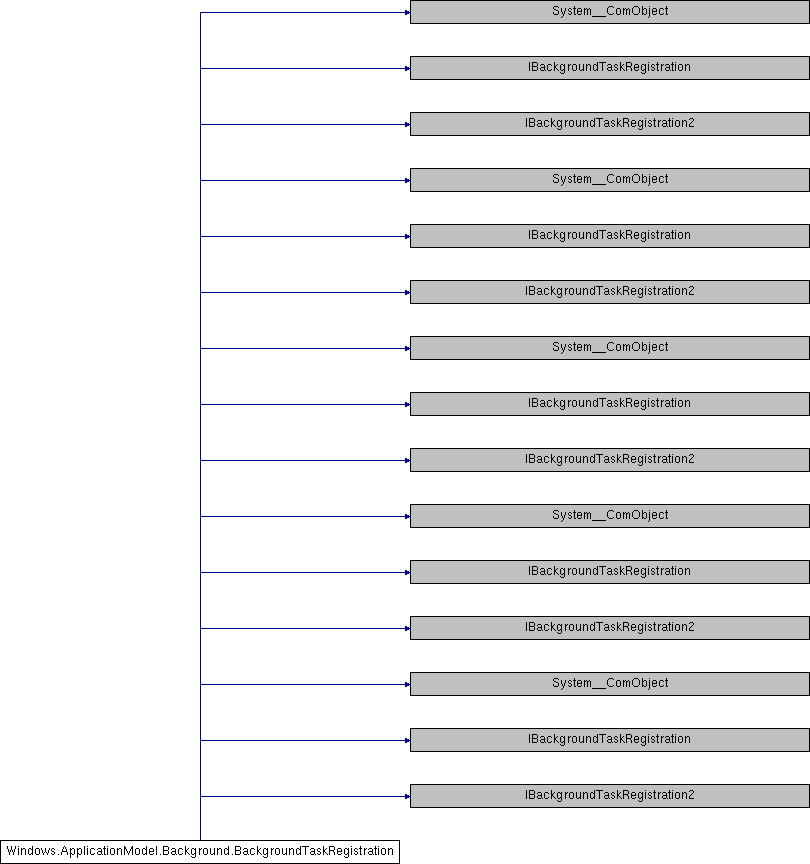 System__ComObject
IBackgroundTaskRegistration
IBackgroundTaskRegistration2
System__ComObject
IBackgroundTaskRegistration
IBackgroundTaskRegistration2
System__ComObject
IBackgroundTaskRegistration
IBackgroundTaskRegistration2
System__ComObject
IBackgroundTaskRegistration
IBackgroundTaskRegistration2
System__ComObject
IBackgroundTaskRegistration
IBackgroundTaskRegistration2
Windows.ApplicationModel.Background.BackgroundTaskRegistration